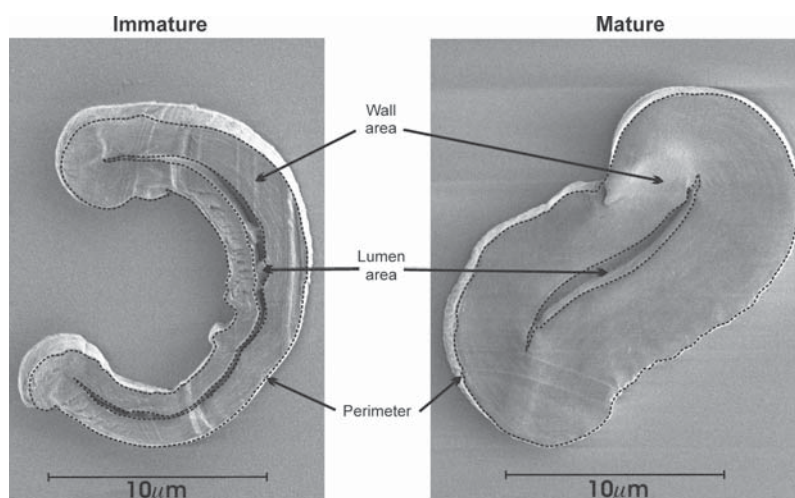 Immature
Mature
Wall
area
Lumen
area
Perimeter
10μm
10μm